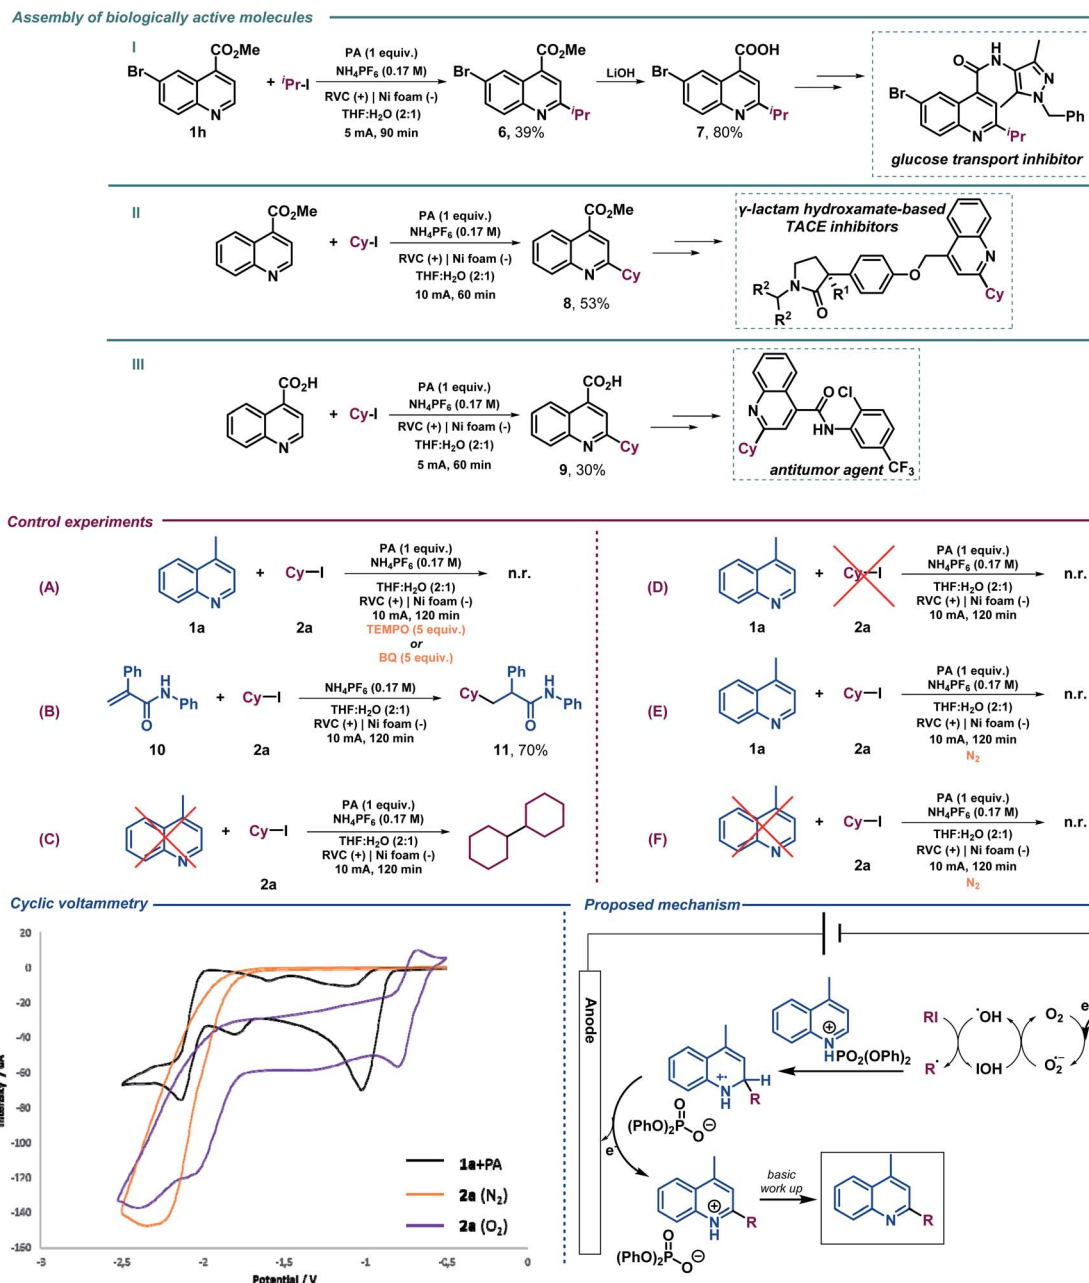 Assembly of biologically active molecules
I
CO₂Me
Br
N
1h
+ ⁱPr-I
PA (1 equiv.)
NH₄PF₆ (0.17 M)
RVC (+) | Ni foam (-)
THF:H₂O (2:1)
5 mA, 90 min
CO₂Me
Br
N
ⁱPr
6, 39%
LiOH
COOH
Br
N
ⁱPr
7, 80%
H
N
O
N
N
Br
Ph
N
ⁱPr
glucose transport inhibitor
II
CO₂Me
N
+ Cy-I
PA (1 equiv.)
NH₄PF₆ (0.17 M)
RVC (+) | Ni foam (-)
THF:H₂O (2:1)
10 mA, 60 min
CO₂Me
N
Cy
8, 53%
γ-lactam hydroxamate-based
TACE inhibitors
R²
N
R¹
O
R²
O
N
Cy
III
CO₂H
N
+ Cy-I
PA (1 equiv.)
NH₄PF₆ (0.17 M)
RVC (+) | Ni foam (-)
THF:H₂O (2:1)
5 mA, 60 min
CO₂H
N
Cy
9, 30%
N
O
Cl
HN
Cy
CF₃
antitumor agent
Control experiments
(A)
N
1a
+
Cy—I
2a
PA (1 equiv.)
NH₄PF₆ (0.17 M)
THF:H₂O (2:1)
RVC (+) | Ni foam (-)
10 mA, 120 min
TEMPO (5 equiv.)
or
BQ (5 equiv.)
n.r.
(B)
Ph
H
N
Ph
O
10
+
Cy—I
2a
NH₄PF₆ (0.17 M)
THF:H₂O (2:1)
RVC (+) | Ni foam (-)
10 mA, 120 min
Ph
Cy
H
N
Ph
O
11, 70%
(C)
N
+
Cy—I
2a
PA (1 equiv.)
NH₄PF₆ (0.17 M)
THF:H₂O (2:1)
RVC (+) | Ni foam (-)
10 mA, 120 min
(D)
N
1a
+
Cy—I
2a
PA (1 equiv.)
NH₄PF₆ (0.17 M)
THF:H₂O (2:1)
RVC (+) | Ni foam (-)
10 mA, 120 min
n.r.
(E)
N
1a
+
Cy—I
2a
PA (1 equiv.)
NH₄PF₆ (0.17 M)
THF:H₂O (2:1)
RVC (+) | Ni foam (-)
10 mA, 120 min
N₂
n.r.
(F)
N
+
Cy—I
2a
PA (1 equiv.)
NH₄PF₆ (0.17 M)
THF:H₂O (2:1)
RVC (+) | Ni foam (-)
10 mA, 120 min
N₂
n.r.
Cyclic voltammetry
20
0
-20
-40
-60
-80
-100
-120
-140
-160
-3
-2,5
-2
-1,5
-1
-0,5
0
Potential / V
1a+PA
2a (N₂)
2a (O₂)
Proposed mechanism
Anode
N
H
PO₂(OPh)₂
RI
R·
·OH
IOH
O₂
O₂·−
e
N
H
H
R
+·
O
(PhO)₂P
O⊖
e⁻
N
H
R
O
(PhO)₂P
O⊖
basic
work up
N
R